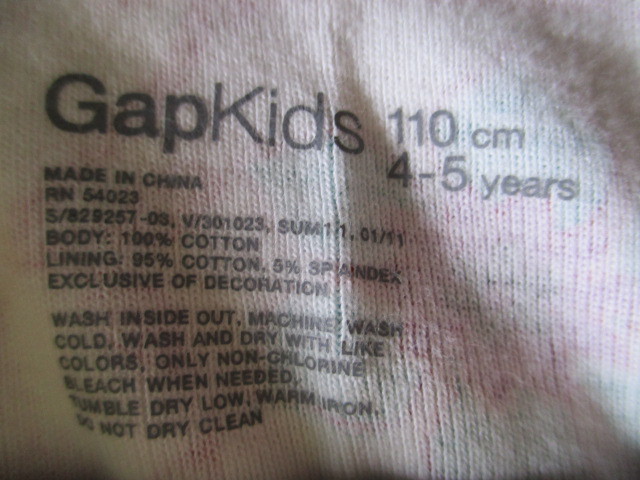 GapKids 110 cm
4-5 years
MADE IN CHINA
RN 54023
S/829257-03, V/301023, SUM11, 01/11
BODY: 100% COTTON
LINING: 95% COTTON, 5% SPANDEX
EXCLUSIVE OF DECORATION
WASH INSIDE OUT, MACHINE WASH
COLD, WASH AND DRY WITH LIKE
COLORS, ONLY NON-CHLORINE
BLEACH WHEN NEEDED,
TUMBLE DRY LOW, WARM IRON,
DO NOT DRY CLEAN